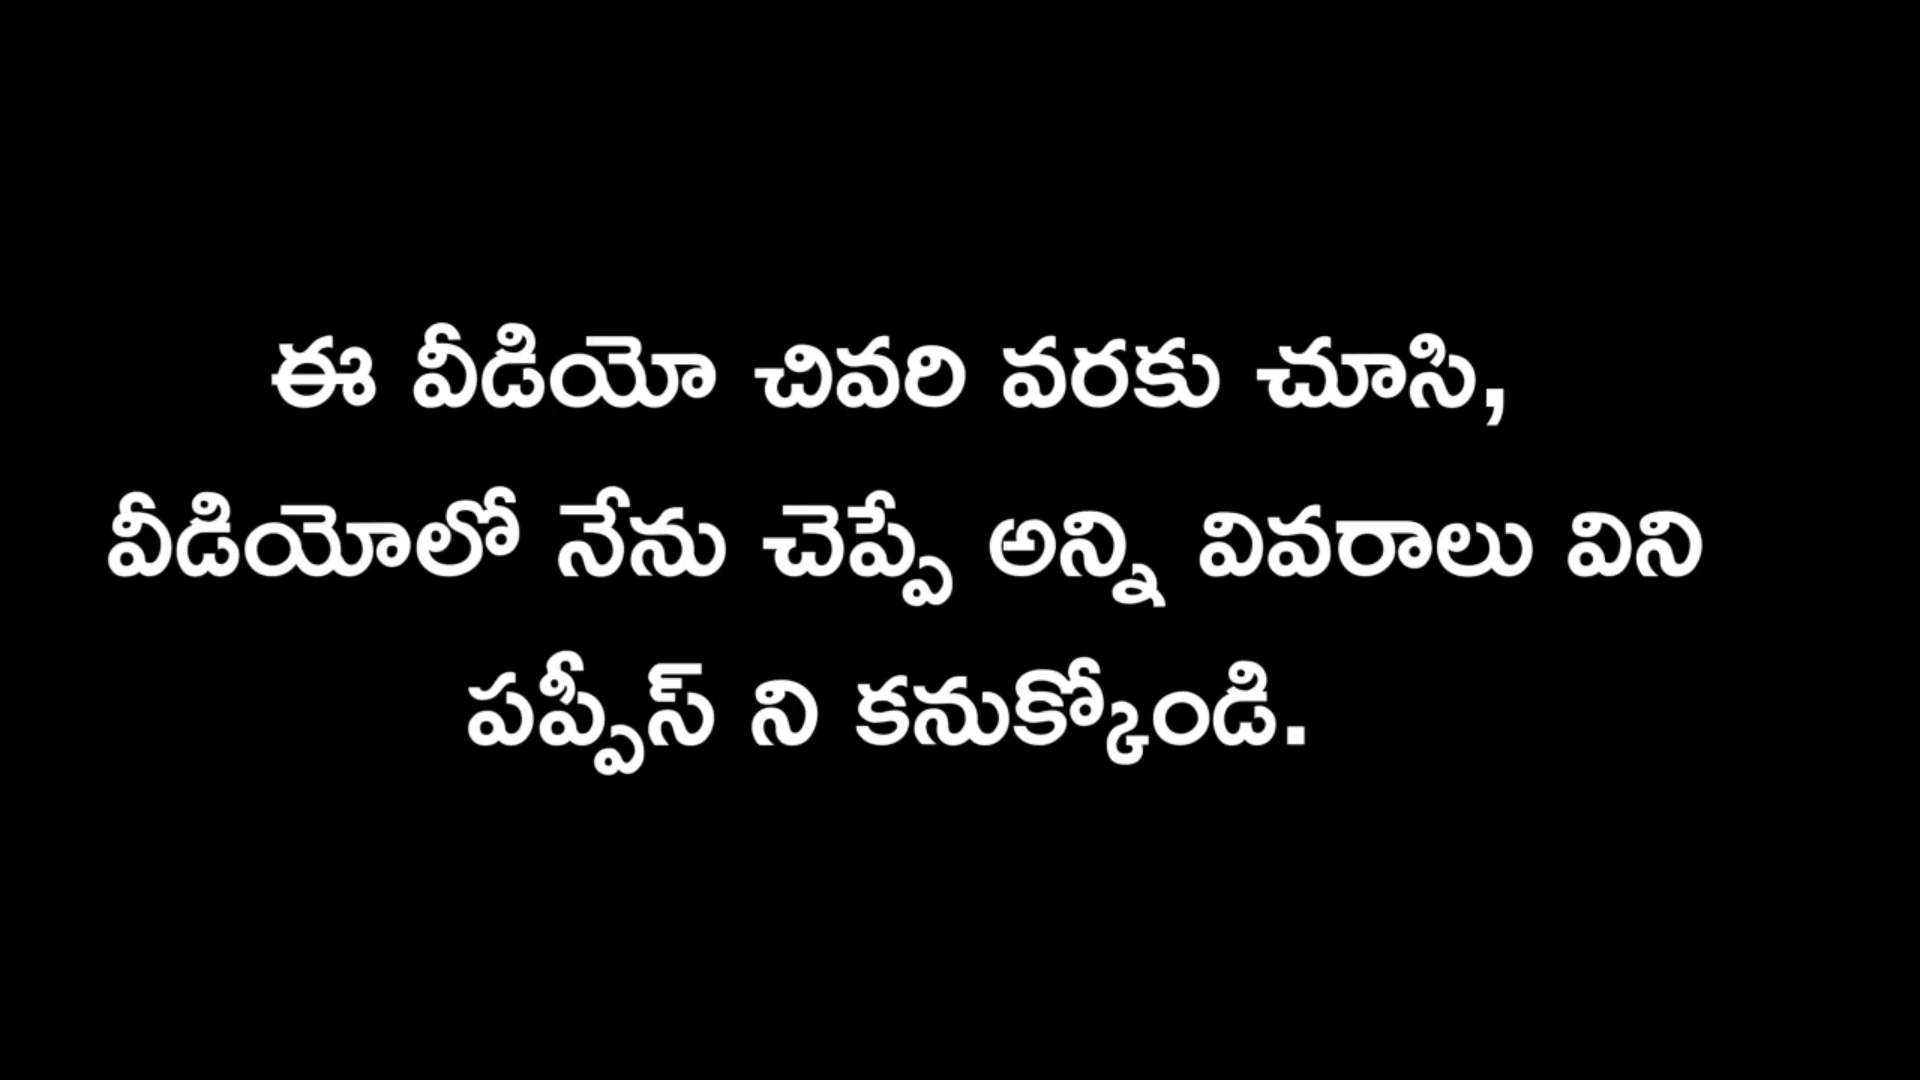 ఈ వీడియో చివరి వరకు చూసి,
వీడియోలో నేను చెప్పే అన్ని వివరాలు విని
పప్పీస్ ని కనుక్కోండి.